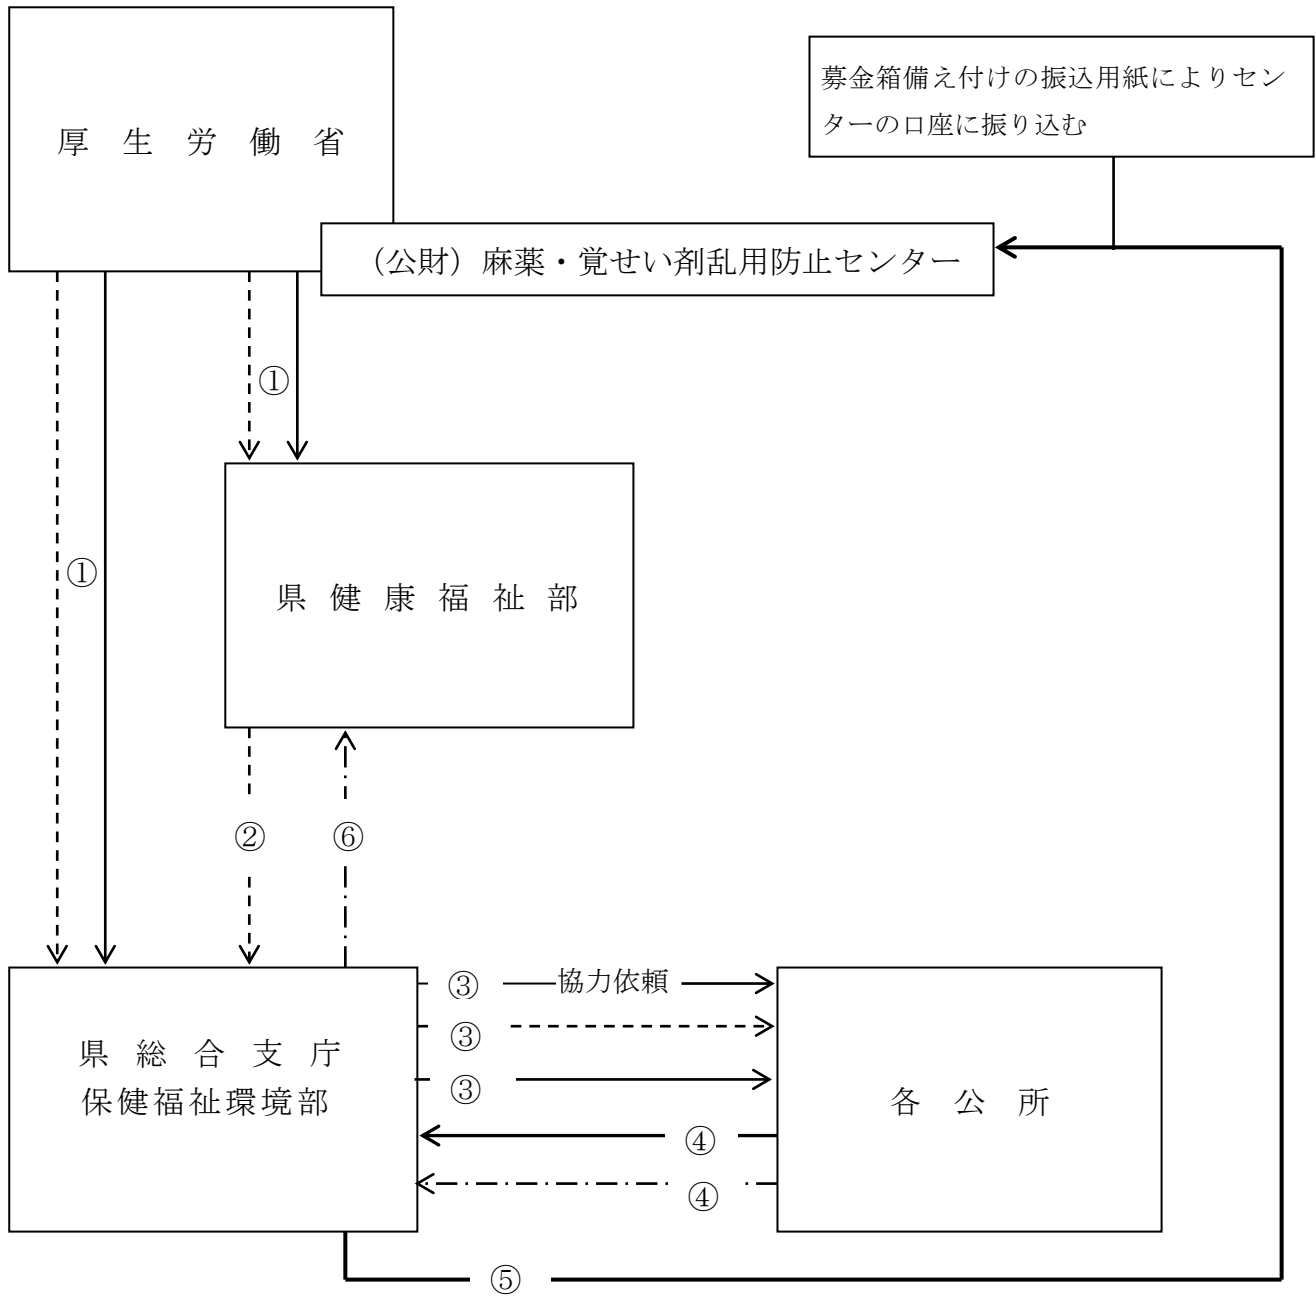 厚生労働省
募金箱備え付けの振込用紙によりセン
ターの口座に振り込む
（公財）麻薬・覚せい剤乱用防止センター
①
①
県健康福祉部
②
⑥
③
協力依頼
③
③
④
④
県総合支庁
保健福祉環境部
各公所
⑤